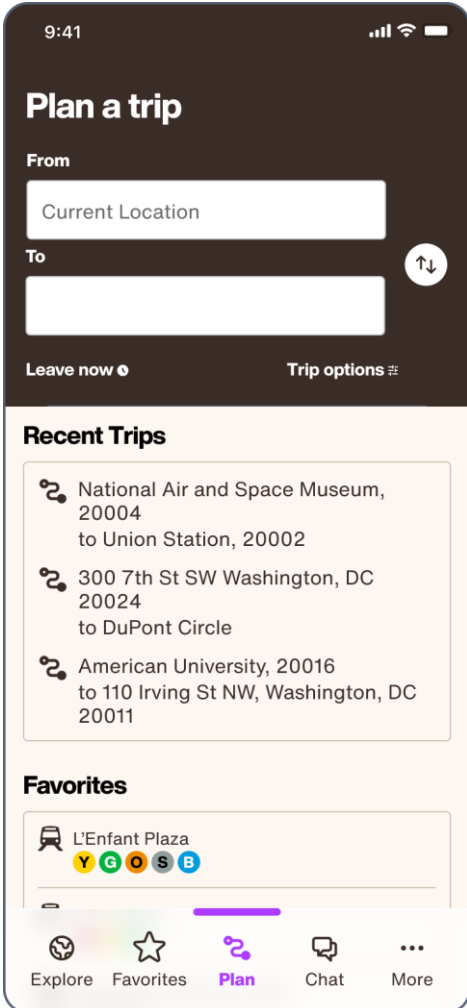 9:41
Plan a trip
From
Current Location
To
Leave now
Trip options
Recent Trips
National Air and Space Museum,
20004
to Union Station, 20002
300 7th St SW Washington, DC
20024
to DuPont Circle
American University, 20016
to 110 Irving St NW, Washington, DC
20011
Favorites
L’Enfant Plaza
Y G O S B
Explore Favorites Plan Chat More